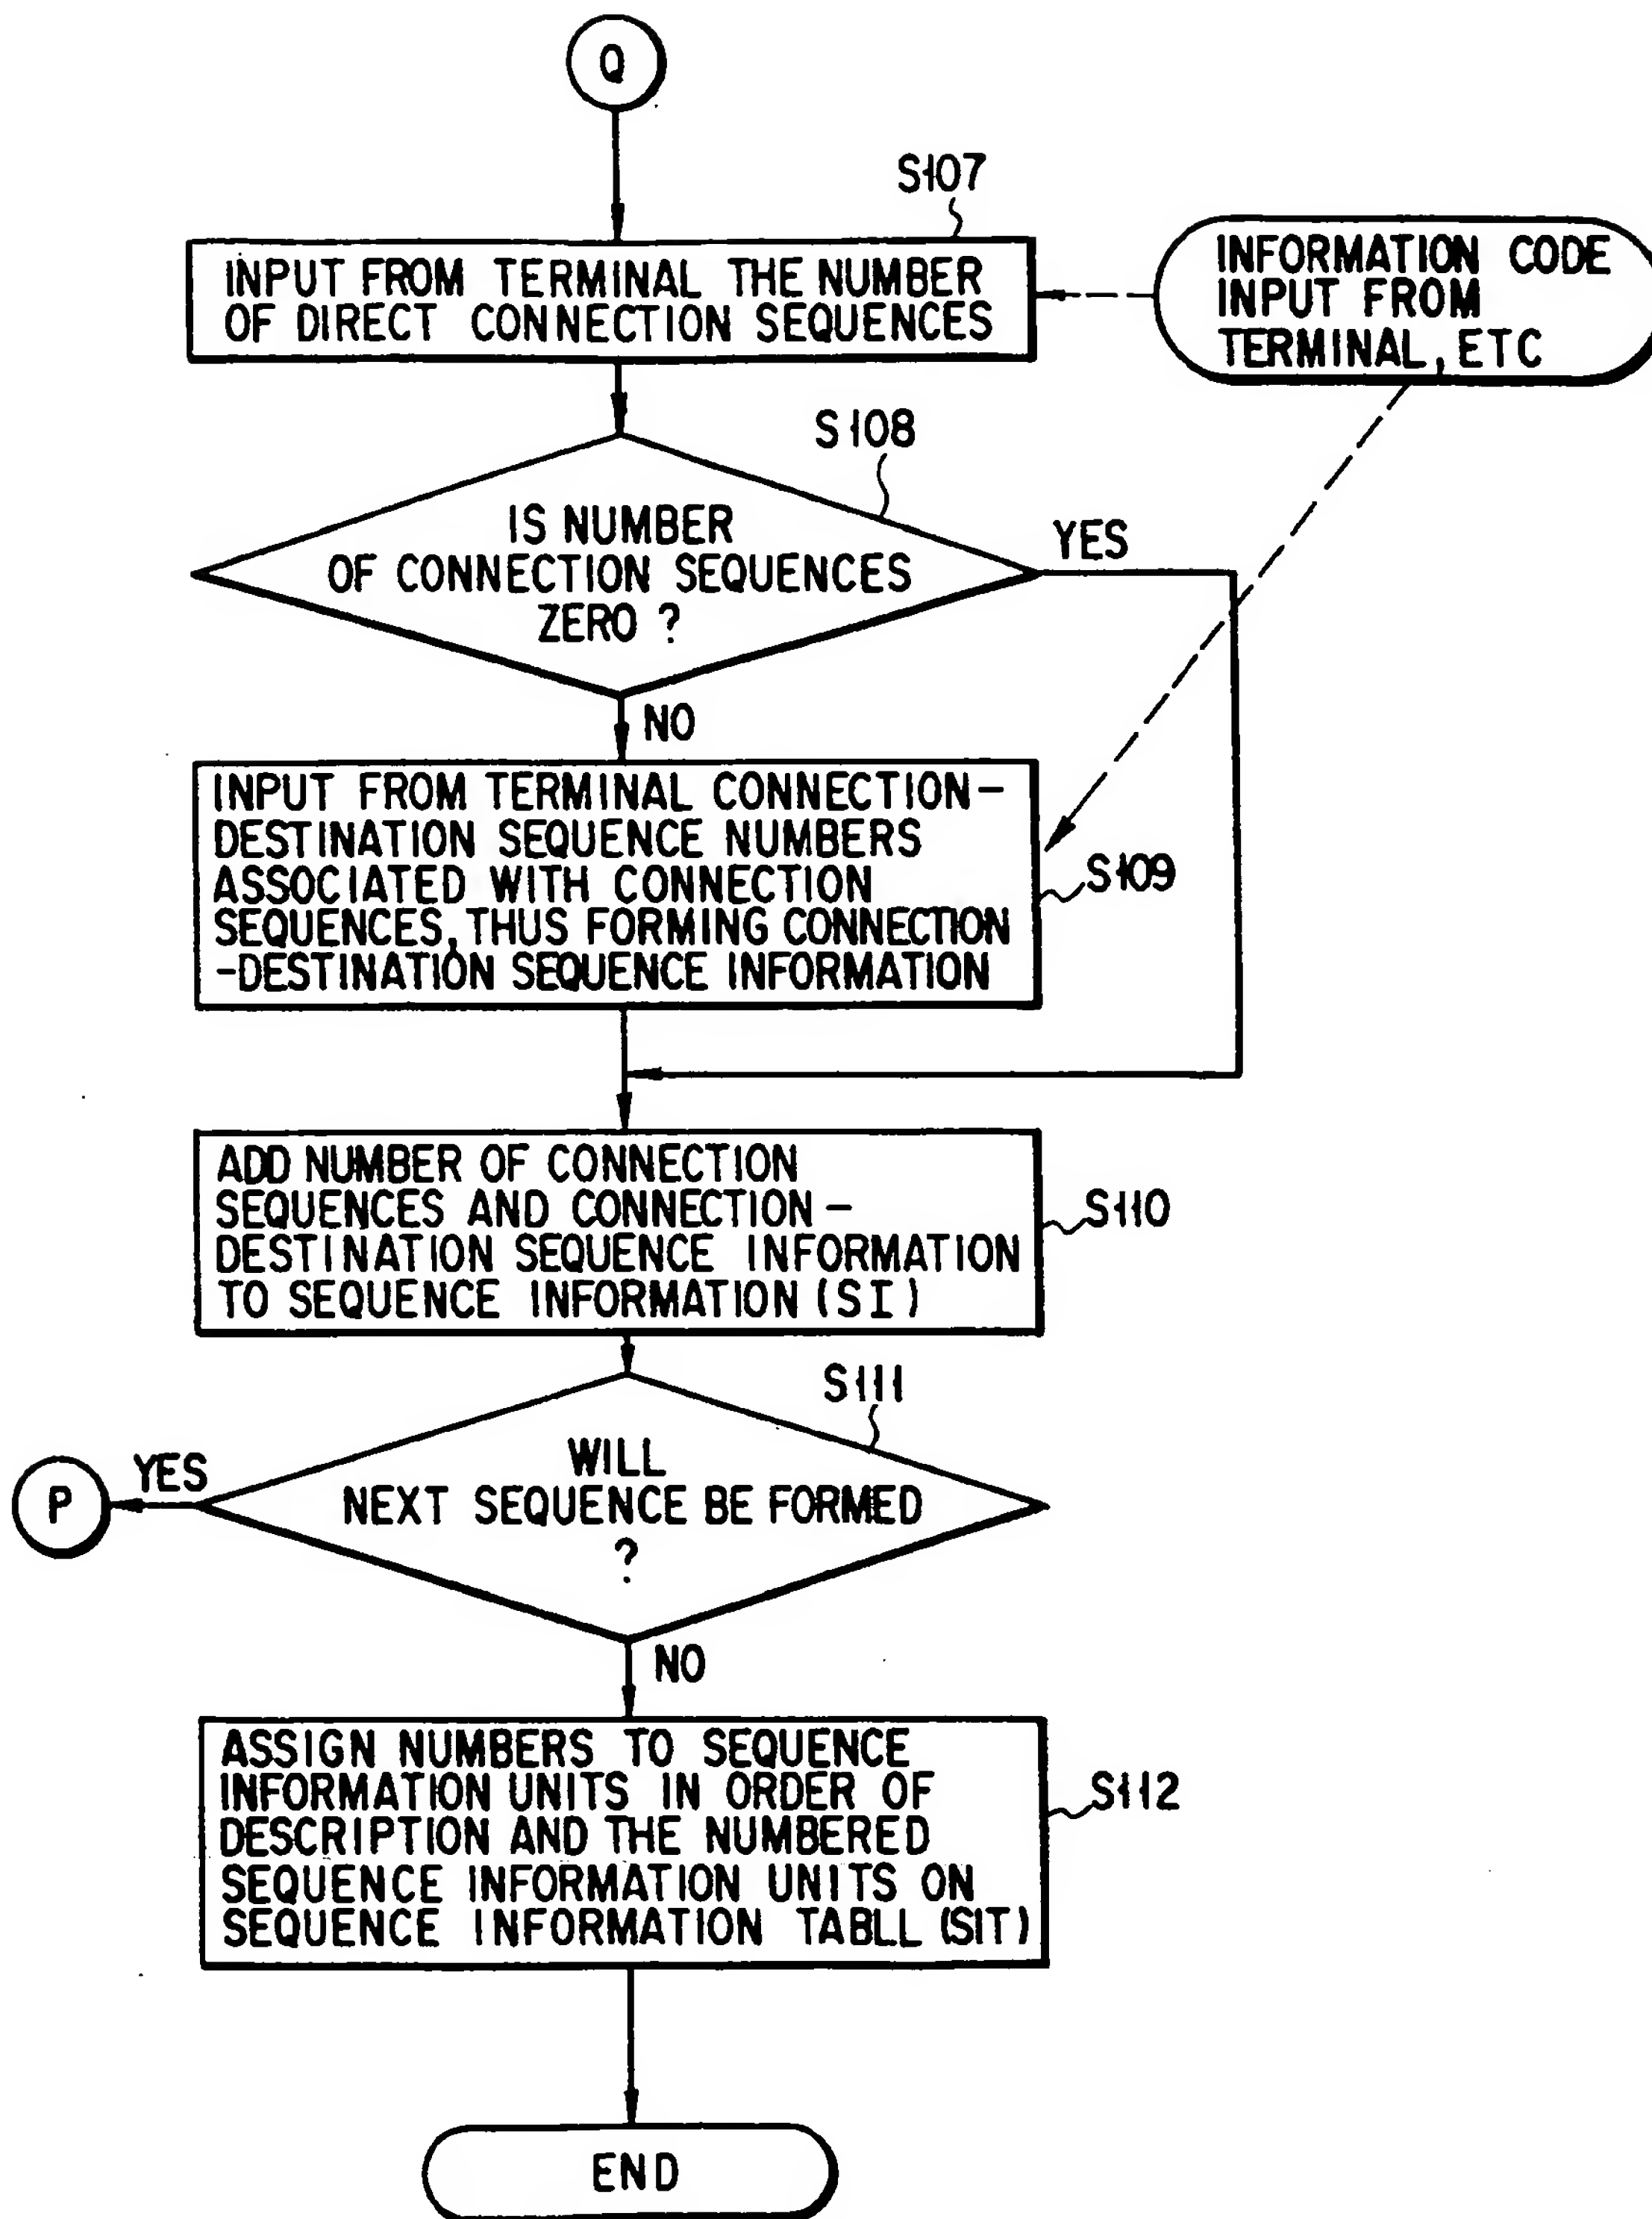 Q
S107
INPUT FROM TERMINAL THE NUMBER
OF DIRECT CONNECTION SEQUENCES
INFORMATION CODE
INPUT FROM
TERMINAL, ETC
S108
IS NUMBER
OF CONNECTION SEQUENCES
ZERO ?
YES
NO
INPUT FROM TERMINAL CONNECTION-
DESTINATION SEQUENCE NUMBERS
ASSOCIATED WITH CONNECTION
SEQUENCES, THUS FORMING CONNECTION
-DESTINATION SEQUENCE INFORMATION
S109
ADD NUMBER OF CONNECTION
SEQUENCES AND CONNECTION-
DESTINATION SEQUENCE INFORMATION
TO SEQUENCE INFORMATION (SI)
S110
S111
WILL
NEXT SEQUENCE BE FORMED
?
YES
P
NO
ASSIGN NUMBERS TO SEQUENCE
INFORMATION UNITS IN ORDER OF
DESCRIPTION AND THE NUMBERED
SEQUENCE INFORMATION UNITS ON
SEQUENCE INFORMATION TABLL (SIT)
S112
END